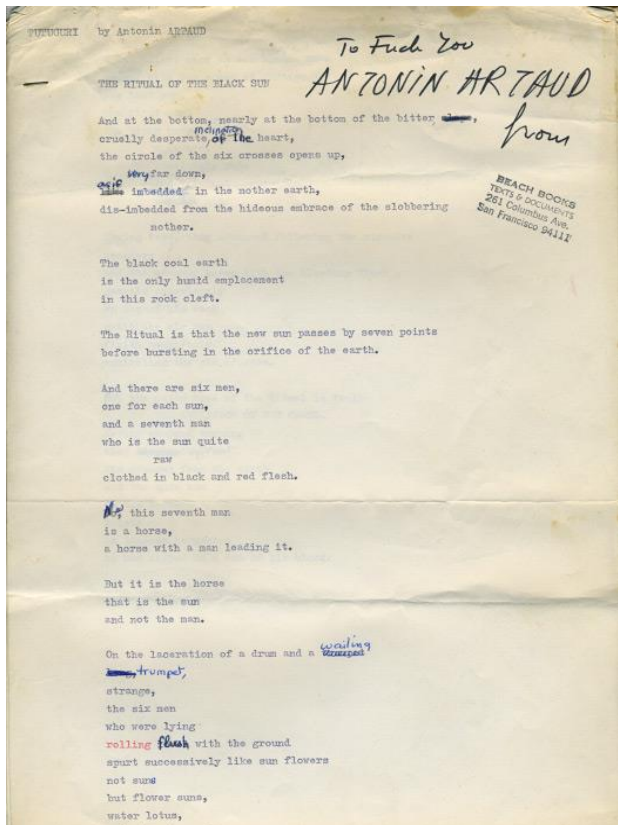 TUTUGURI by Antonin ARTAUD
To Fuck You
ANTONIN ARTAUD
from
BEACH BOOKS
TEXTS & DOCUMENTS
261 Columbus Ave.
San Francisco 94111
THE RITUAL OF THE BLACK SUN
And at the bottom, nearly at the bottom of the bitter ,
inclination
cruelly desperate, of the heart,
the circle of the six crosses opens up,
very far down,
as if imbedded in the mother earth,
dis-imbedded from the hideous embrace of the slobbering
mother.
The black coal earth
is the only humid emplacement
in this rock cleft.
The Ritual is that the new sun passes by seven points
before bursting in the orifice of the earth.
And there are six men,
one for each sun,
and a seventh man
who is the sun quite
raw
clothed in black and red flesh.
this seventh man
is a horse,
a horse with a man leading it.
But it is the horse
that is the sun
and not the man.
wailing
On the laceration of a drum and a
trumpet,
strange,
the six men
who were lying
rolling flush with the ground
spurt successively like sun flowers
not suns
but flower suns,
water lotus,